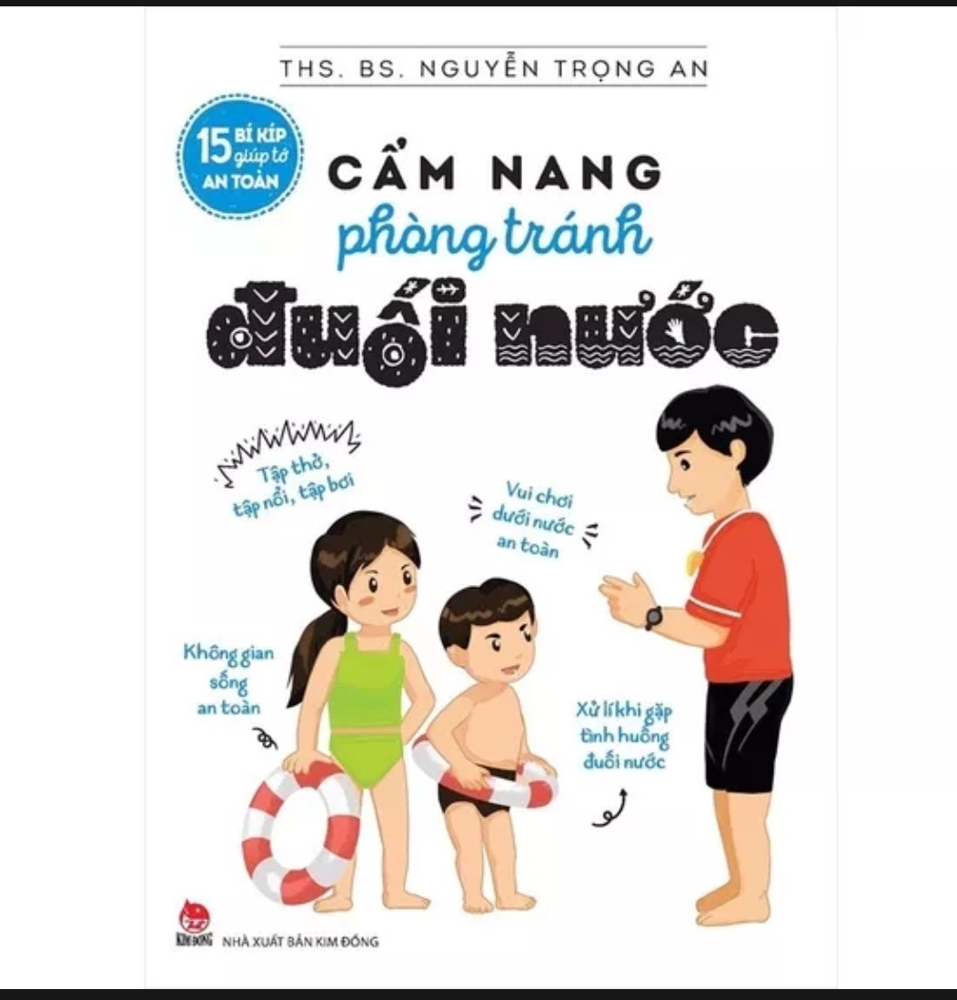 THS. BS. NGUYỄN TRỌNG AN
15 BÍ KÍP
giúp tớ
AN TOÀN
CẨM NANG
phòng tránh
đuối nước
Tập thở,
tập nổi, tập bơi
Vui chơi
dưới nước
an toàn
Không gian
sống
an toàn
Xử lí khi gặp
tình huống
đuối nước
KIM ĐỒNG
NHÀ XUẤT BẢN KIM ĐỒNG